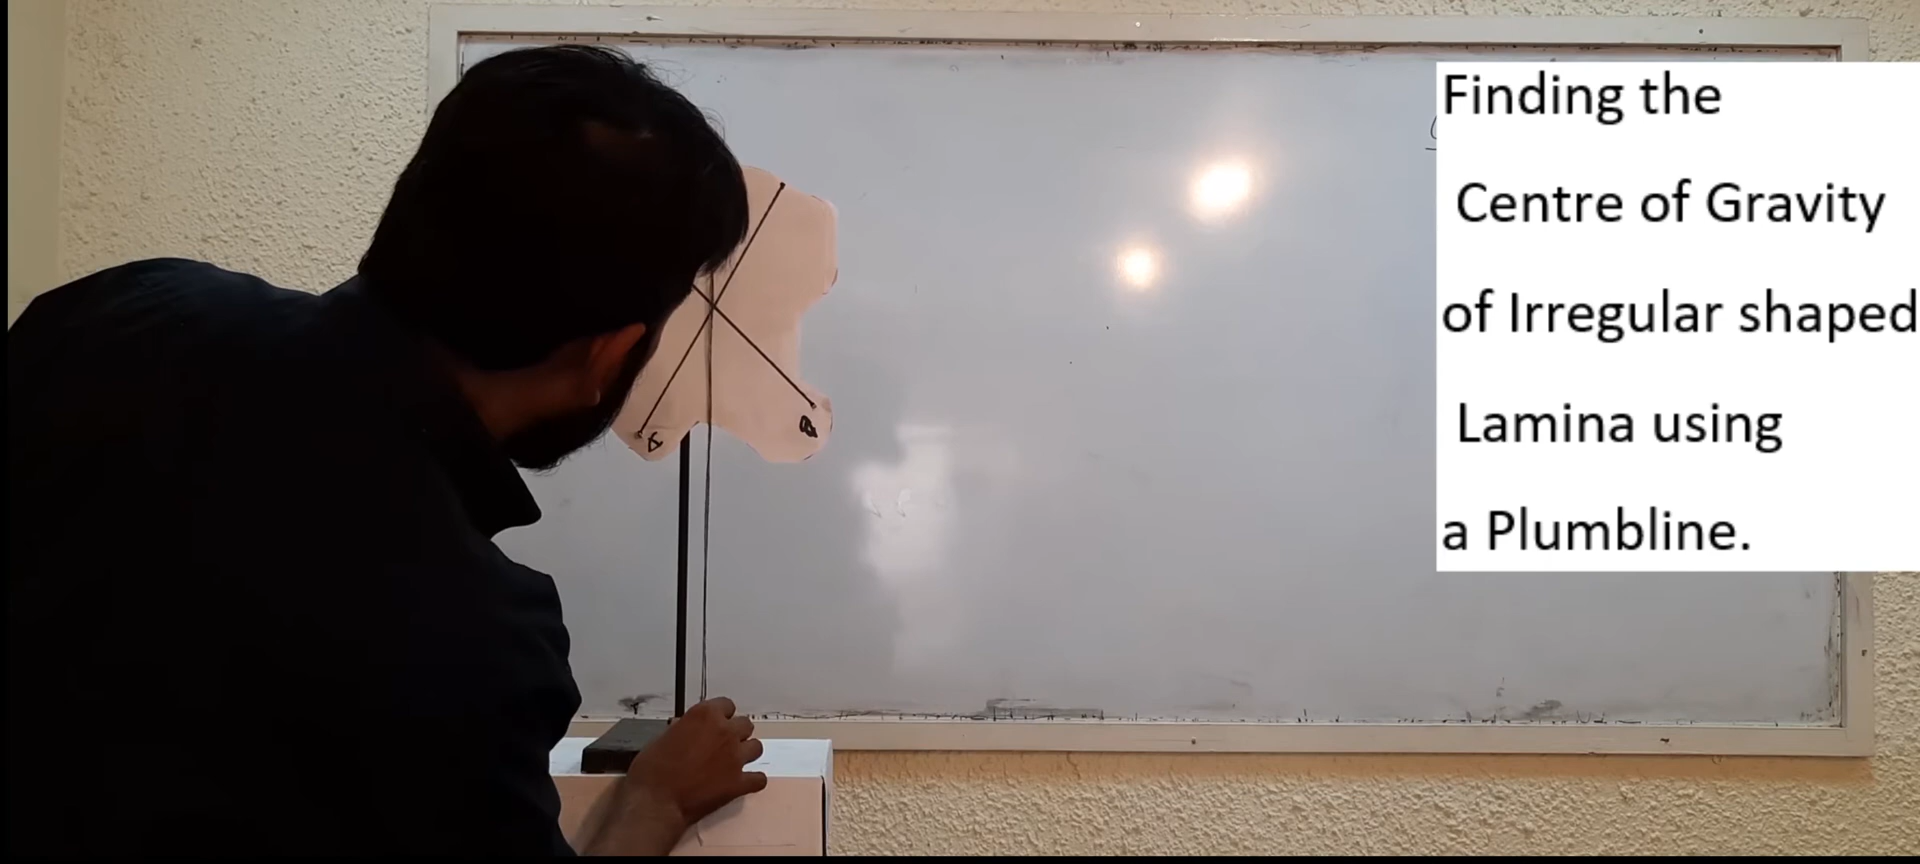 Finding the
Centre of Gravity
of Irregular shaped
Lamina using
a Plumbline.